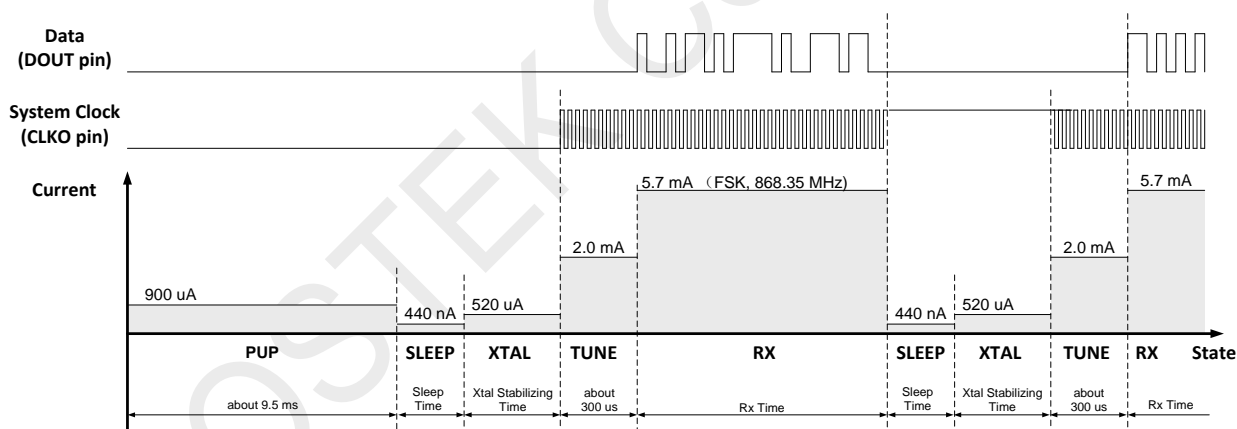 Data
(DOUT pin)
System Clock
(CLKO pin)
Current
5.7 mA （FSK, 868.35 MHz)
5.7 mA
2.0 mA
2.0 mA
900 uA
440 nA
520 uA
440 nA
520 uA
PUP
SLEEP
XTAL
TUNE
RX
SLEEP
XTAL
TUNE
RX
State
about 9.5 ms
Sleep
Time
Xtal Stabilizing
Time
about
300 us
Rx Time
Sleep
Time
Xtal Stabilizing
Time
about
300 us
Rx Time
OSTEK C